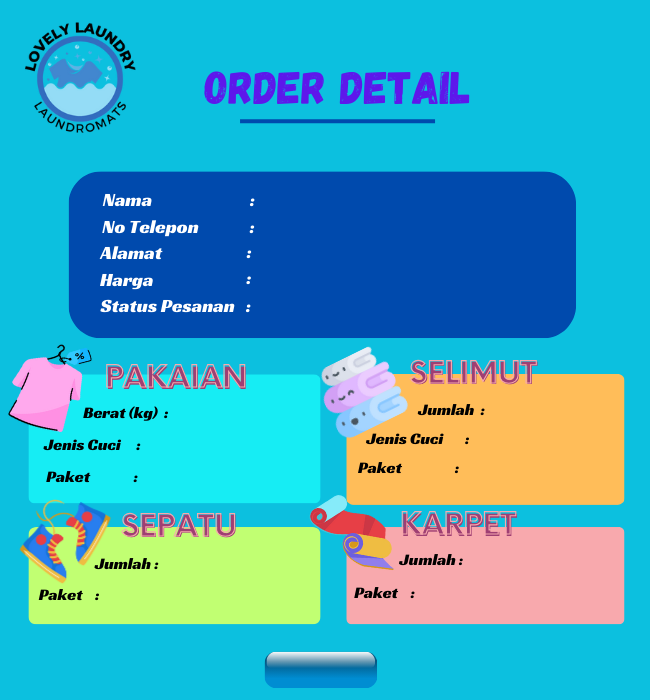 LOVELY LAUNDRY
LAUNDROMATS
ORDER DETAIL
Nama :
No Telepon :
Alamat :
Harga :
Status Pesanan :
%
PAKAIAN
Berat (kg) :
Jenis Cuci :
Paket :
SELIMUT
Jumlah :
Jenis Cuci :
Paket :
SEPATU
Jumlah :
Paket :
KARPET
Jumlah :
Paket :